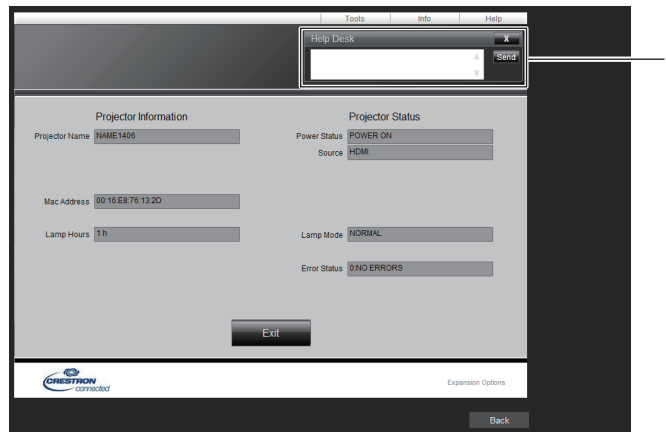 Tools Info Help
Help Desk X
Send
Projector Information
Projector Status
Projector Name NAME1406
Power Status POWER ON
Source HDMI
Mac Address 00:16:E8:76:13:2D
Lamp Hours 1 h
Lamp Mode NORMAL
Error Status 0:NO ERRORS
Exit
CRESTRON
connected
Expansion Options
Back